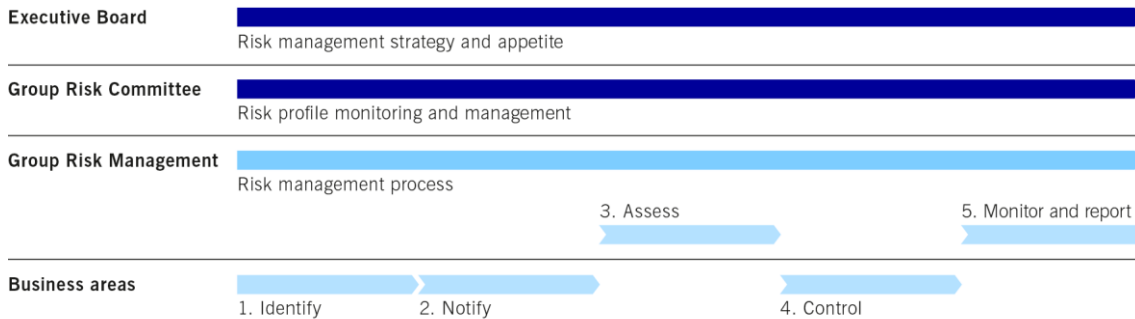 Executive Board
Risk management strategy and appetite
Group Risk Committee
Risk profile monitoring and management
Group Risk Management
Risk management process
3. Assess
5. Monitor and report
Business areas
1. Identify
2. Notify
4. Control